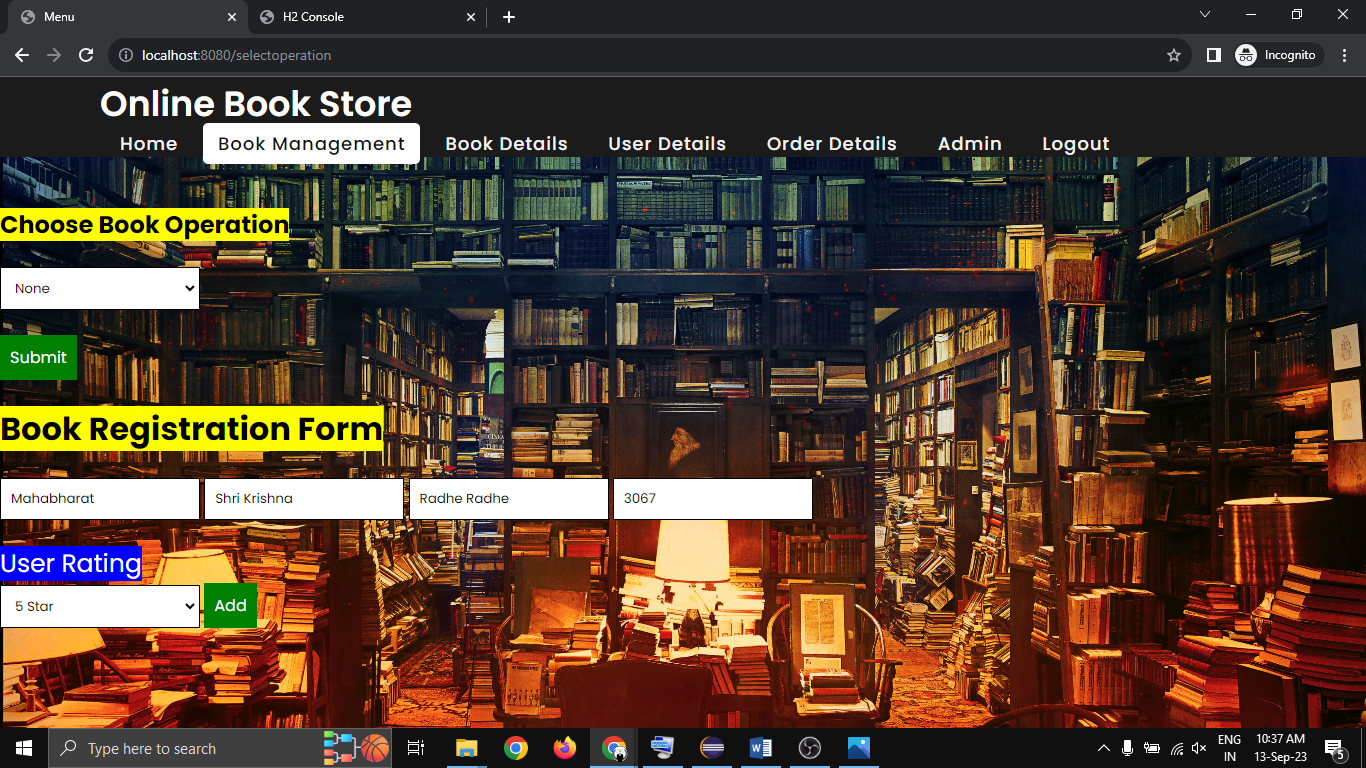 Menu
H2 Console
localhost:8080/selectoperation
Incognito
Online Book Store
Home Book Management Book Details User Details Order Details Admin Logout
Choose Book Operation
None
Submit
Book Registration Form
Mahabharat Shri Krishna Radhe Radhe 3067
User Rating
5 Star Add
Type here to search
ENG
IN
10:37 AM
13-Sep-23
5